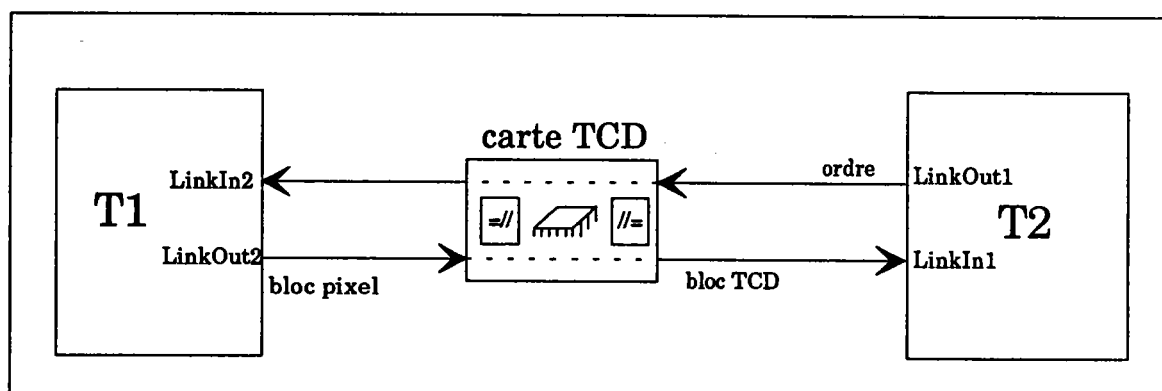 carte TCD
T1
LinkIn2
LinkOut2
bloc pixel
=//
//=
ordre
bloc TCD
LinkOut1
T2
LinkIn1